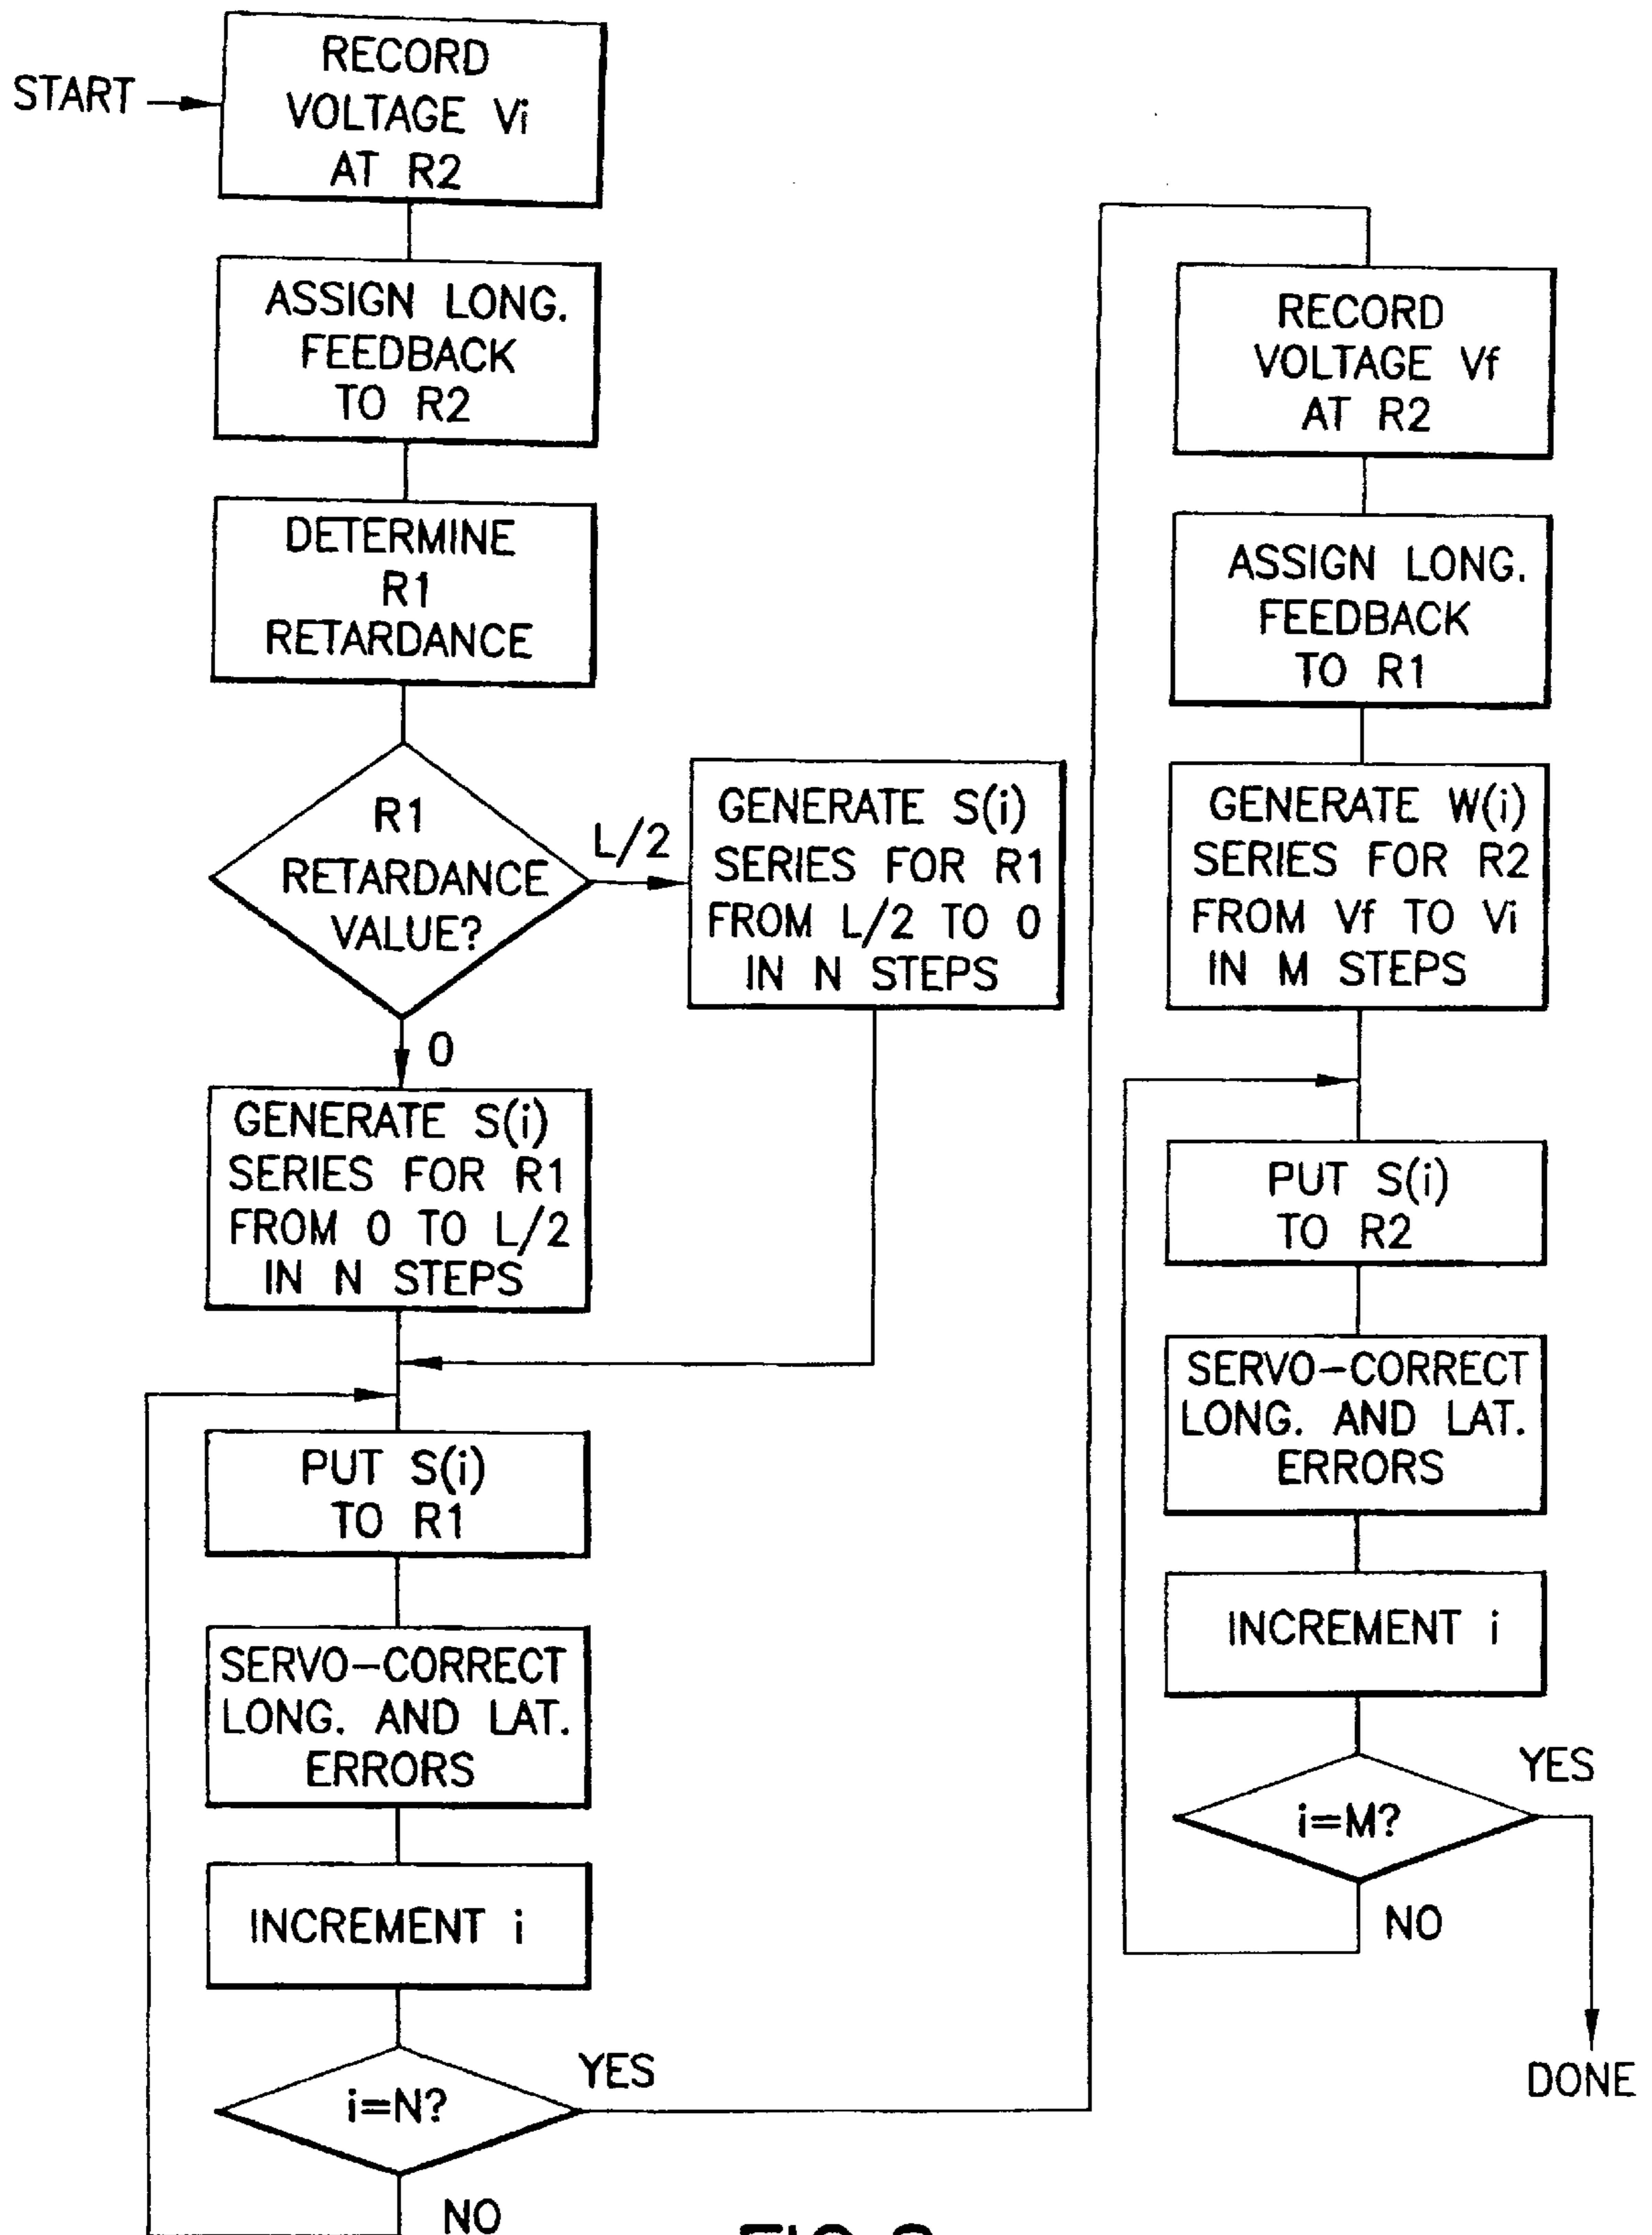 START
RECORD
VOLTAGE Vi
AT R2
ASSIGN LONG.
FEEDBACK
TO R2
DETERMINE
R1
RETARDANCE
R1
RETARDANCE
VALUE?
L/2
GENERATE S(i)
SERIES FOR R1
FROM L/2 TO 0
IN N STEPS
0
GENERATE S(i)
SERIES FOR R1
FROM 0 TO L/2
IN N STEPS
PUT S(i)
TO R1
SERVO-CORRECT
LONG. AND LAT.
ERRORS
INCREMENT i
i=N?
YES
NO
RECORD
VOLTAGE Vf
AT R2
ASSIGN LONG.
FEEDBACK
TO R1
GENERATE W(i)
SERIES FOR R2
FROM Vf TO Vi
IN M STEPS
PUT S(i)
TO R2
SERVO-CORRECT
LONG. AND LAT.
ERRORS
INCREMENT i
i=M?
YES
NO
DONE